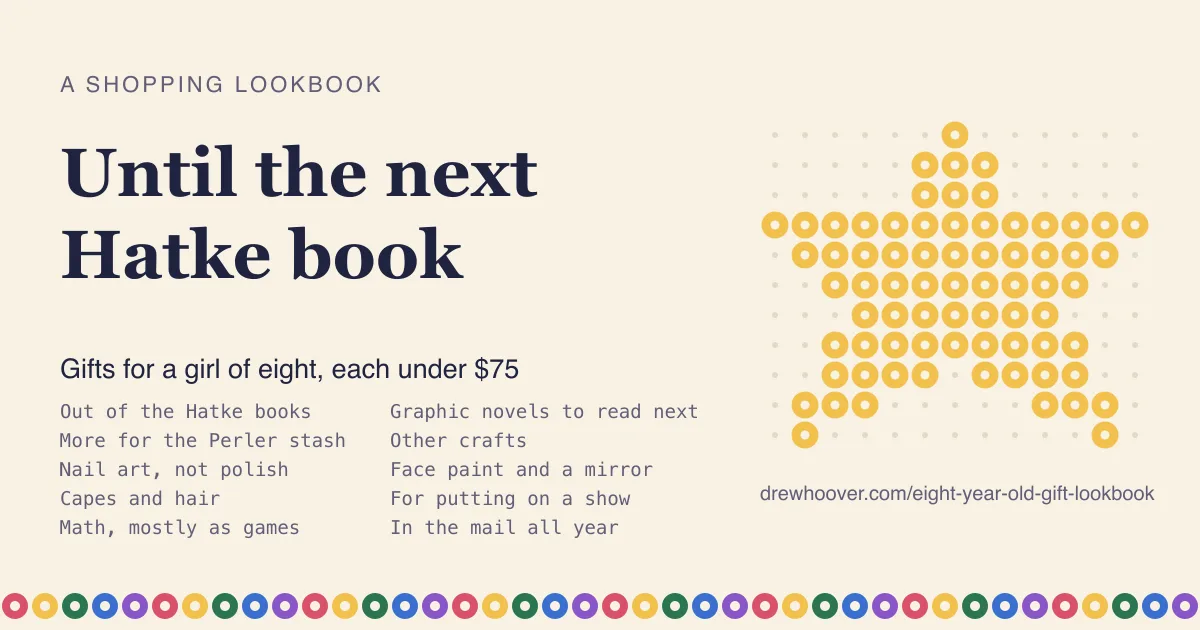 A SHOPPING LOOKBOOK
Until the next
Hatke book
Gifts for a girl of eight, each under $75
Out of the Hatke books
More for the Perler stash
Nail art, not polish
Capes and hair
Math, mostly as games
Graphic novels to read next
Other crafts
Face paint and a mirror
For putting on a show
In the mail all year
drewhoover.com/eight-year-old-gift-lookbook